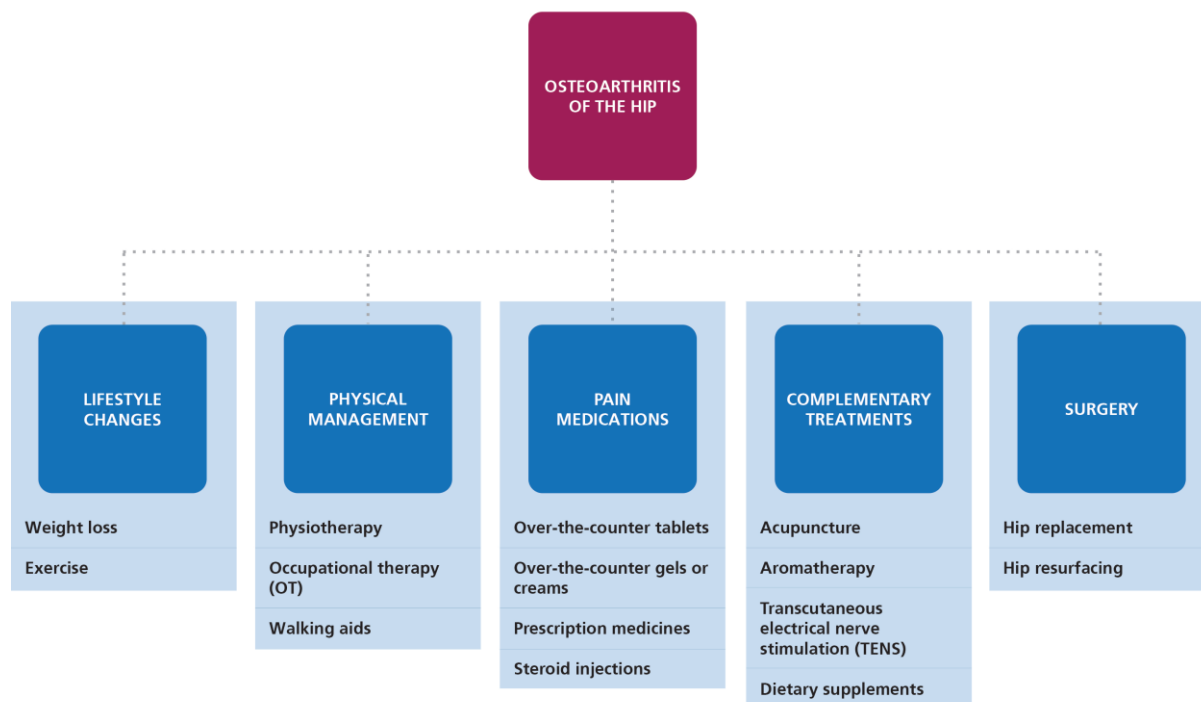 OSTEOARTHRITIS
OF THE HIP
LIFESTYLE
CHANGES
Weight loss
Exercise
PHYSICAL
MANAGEMENT
Physiotherapy
Occupational therapy
(OT)
Walking aids
PAIN
MEDICATIONS
Over-the-counter tablets
Over-the-counter gels or
creams
Prescription medicines
Steroid injections
COMPLEMENTARY
TREATMENTS
Acupuncture
Aromatherapy
Transcutaneous
electrical nerve
stimulation (TENS)
Dietary supplements
SURGERY
Hip replacement
Hip resurfacing